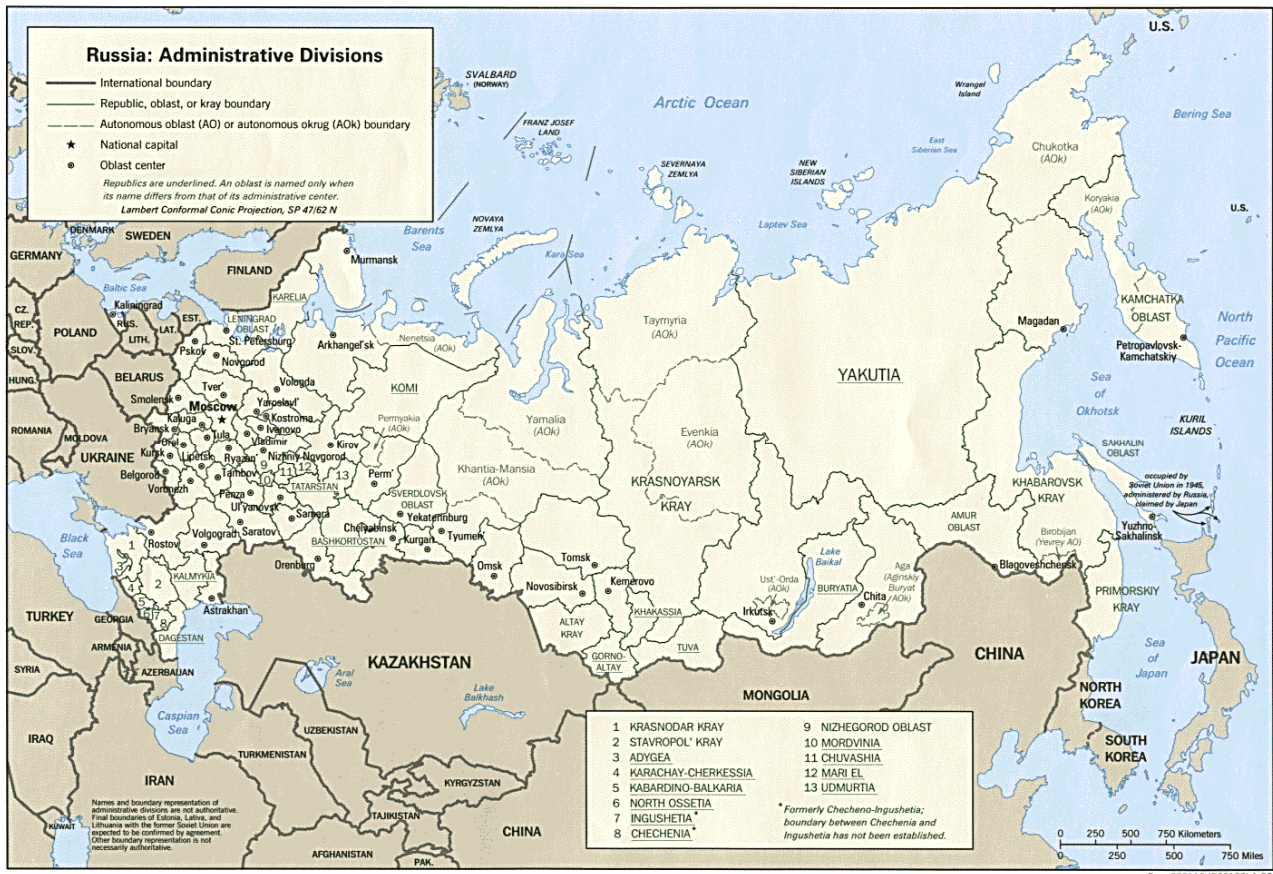 Russia: Administrative Divisions
International boundary
Republic, oblast, or kray boundary
Autonomous oblast (AO) or autonomous okrug (AOk) boundary
National capital
Oblast center
Republics are underlined. An oblast is named only when
its name differs from that of its administrative center.
Lambert Conformal Conic Projection, SP 47/62 N
U.S.
SVALBARD
(NORWAY)
Arctic Ocean
Wrangel
Island
Bering Sea
FRANZ JOSEF
LAND
East
Siberian Sea
Chukotka
(AOk)
SEVERNAYA
ZEMLYA
NEW
SIBERIAN
ISLANDS
Koryakia
(AOk)
U.S.
NOVAYA
ZEMLYA
Laptev Sea
Barents
Sea
Kara Sea
DENMARK
SWEDEN
GERMANY
FINLAND
Murmansk
Baltic Sea
KARELIA
Kaliningrad
CZ.
REP.
POLAND
RUS.
LITH.
LAT.
EST.
LENINGRAD
OBLAST
St. Petersburg
Arkhangel'sk
Nenetsia
(AOk)
Taymyria
(AOk)
Magadan
KAMCHATKA
OBLAST
North
Pacific
Ocean
Petropavlovsk-
Kamchatskiy
SLOV.
Pskov
Novgorod
HUNG.
BELARUS
Tver'
Vologda
KOMI
YAKUTIA
Sea
of
Okhotsk
Smolensk
Moscow
Yaroslavl'
Kostroma
Kaluga
Ivanovo
Permyakia
(AOk)
Yamalia
(AOk)
Evenkia
(AOk)
KURIL
ISLANDS
ROMANIA
MOLDOVA
Bryansk
Orel
Tula
Vladimir
Kirov
UKRAINE
Kursk
Lipetsk
Ryazan'
Nizhniy Novgorod
SAKHALIN
OBLAST
Belgorod
Tambov
9
10
11
12
13
Perm'
Khantia-Mansia
(AOk)
KRASNOYARSK
KRAY
KHABAROVSK
KRAY
occupied by
Soviet Union in 1945,
administered by Russia,
claimed by Japan
Voronezh
Penza
TATARSTAN
SVERDLOVSK
OBLAST
Ul'yanovsk
Samara
Yekaterinburg
AMUR
OBLAST
Birobijan
(Yevrey AO)
Yuzhno-
Sakhalinsk
Black
Sea
Rostov
Volgograd
Saratov
Chelyabinsk
BASHKORTOSTAN
Kurgan
Tyumen'
1
2
3
4
5
6
7
8
KALMYKIA
Orenburg
Omsk
Tomsk
Novosibirsk
Kemerovo
Lake
Baikal
Ust'-Orda
(AOk)
BURYATIA
Aga
(Aginskiy
Buryat
AOk)
Blagoveshchensk
PRIMORSKIY
KRAY
Irkutsk
Chita
Astrakhan'
KHAKASSIA
ALTAY
KRAY
GORNO-
ALTAY
TUVA
TURKEY
GEORGIA
DAGESTAN
ARMENIA
AZERBAIJAN
SYRIA
KAZAKHSTAN
Aral
Sea
Lake
Balkhash
CHINA
MONGOLIA
Sea
of
Japan
JAPAN
NORTH
KOREA
SOUTH
KOREA
IRAQ
Caspian
Sea
UZBEKISTAN
TURKMENISTAN
IRAN
KYRGYZSTAN
TAJIKISTAN
KUWAIT
AFGHANISTAN
PAK.
CHINA
1 KRASNODAR KRAY
2 STAVROPOL' KRAY
3 ADYGEA
4 KARACHAY-CHERKESSIA
5 KABARDINO-BALKARIA
6 NORTH OSSETIA
7 INGUSHETIA*
8 CHECHENIA*
9 NIZHEGOROD OBLAST
10 MORDVINIA
11 CHUVASHIA
12 MARI EL
13 UDMURTIA
*Formerly Checheno-Ingushetia;
boundary between Chechenia and
Ingushetia has not been established.
Names and boundary representation of
administrative divisions are not authoritative.
Final boundaries of Estonia, Lativa, and
Lithuania with the former Soviet Union are
expected to be confirmed by agreement.
Other boundary representation is not
necessarily authoritative.
0 250 500 750 Kilometers
0 250 500 750 Miles